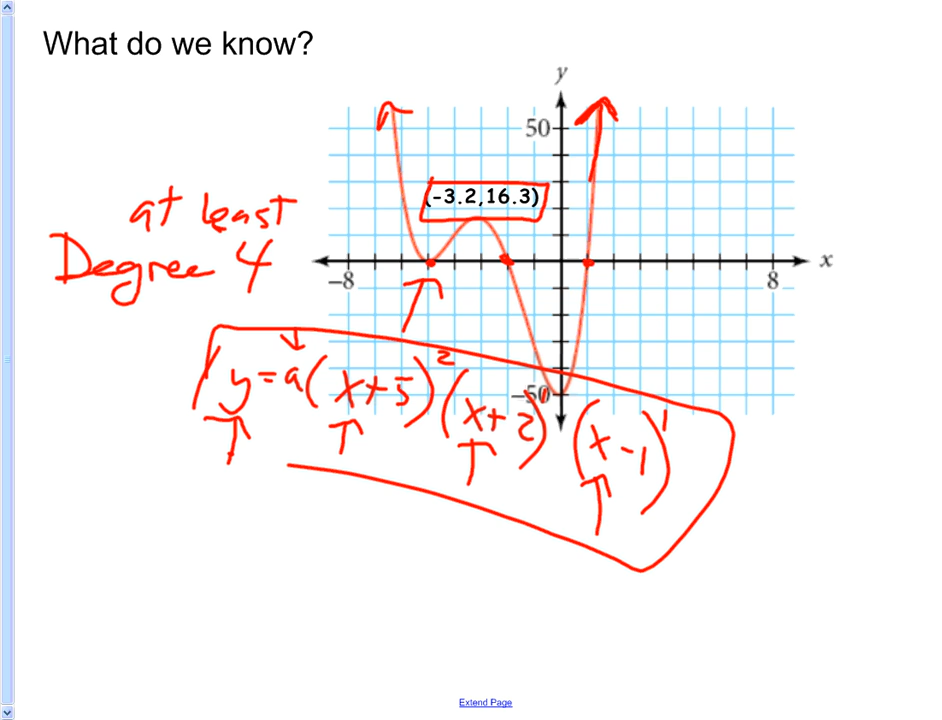 What do we know?
y
50
(-3.2,16.3)
at least
Degree 4
-8
8
x
-50
y = a(x+5)²(x+2)(x-1)¹
Extend Page